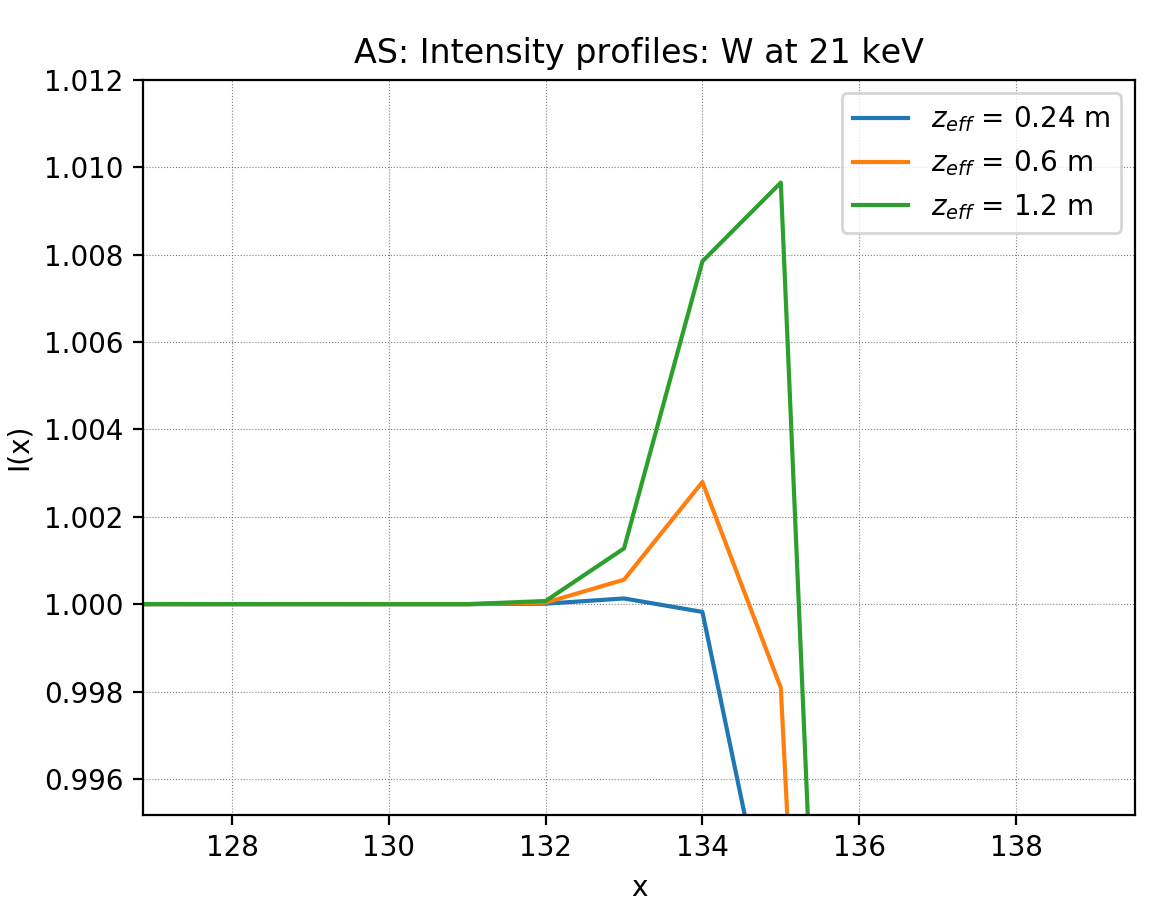 AS: Intensity profiles: W at 21 keV
1.012
1.010
1.008
1.006
1.004
1.002
1.000
0.998
0.996
I(x)
z_eff = 0.24 m
z_eff = 0.6 m
z_eff = 1.2 m
128 130 132 134 136 138
x